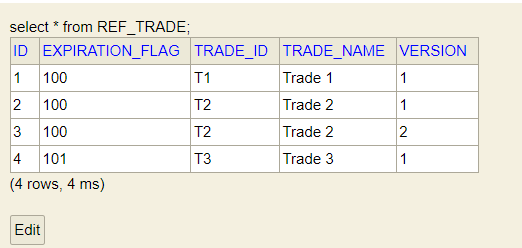 select * from REF_TRADE;
ID EXPIRATION_FLAG TRADE_ID TRADE_NAME VERSION
1 100 T1 Trade 1 1
2 100 T2 Trade 2 1
3 100 T2 Trade 2 2
4 101 T3 Trade 3 1
(4 rows, 4 ms)
Edit